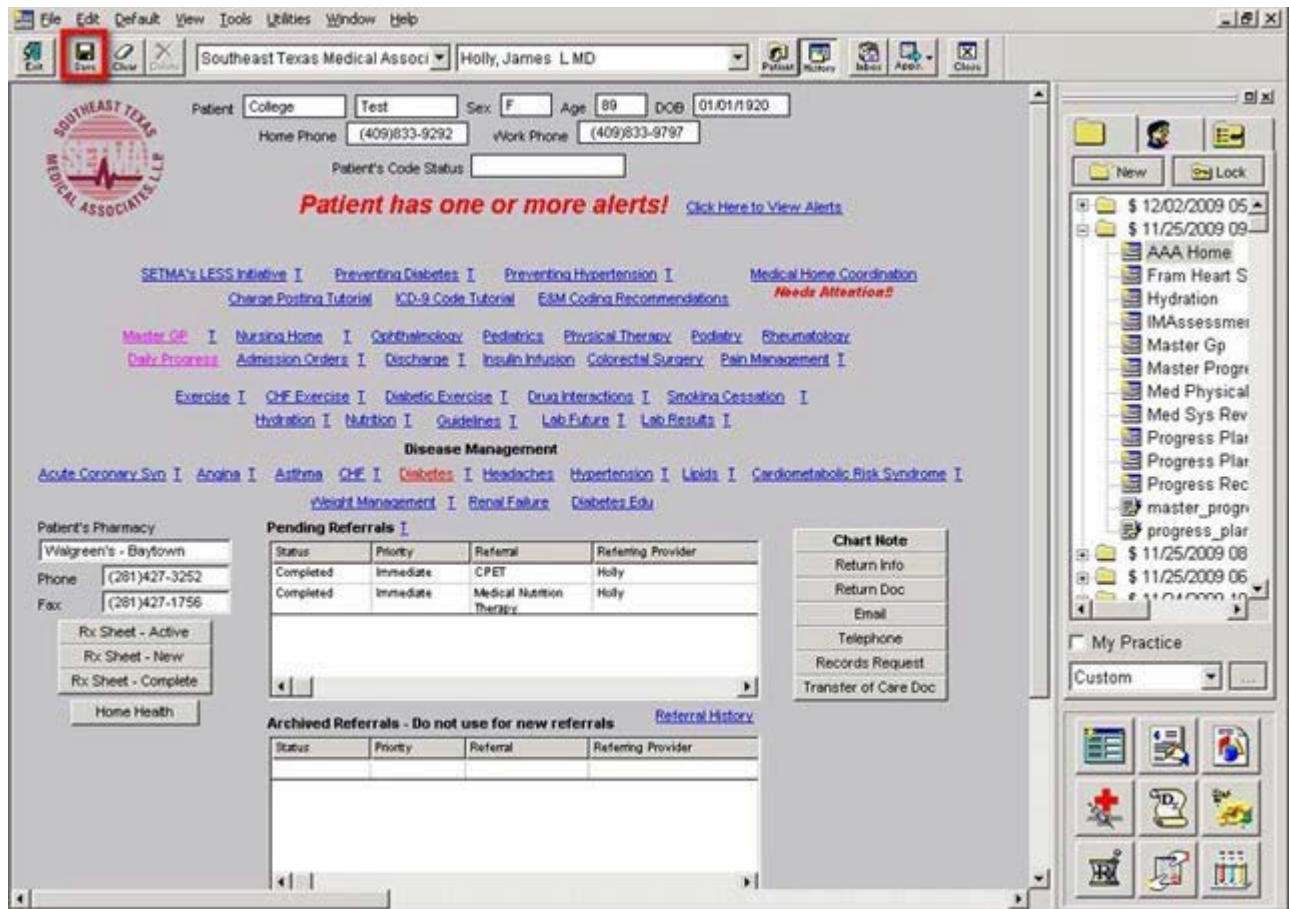 File Edit Default View Tools Utilities Window Help
Exit Save Clear Delete Southeast Texas Medical Associ Holly, James L MD Patient History Inbox Appr. Close
SOUTHEAST TEXAS
SETMA
MEDICAL ASSOCIATES, L.L.P.
Patient College Test Sex F Age 89 DOB 01/01/1920
Home Phone (409)833-9292 Work Phone (409)833-9797
Patient's Code Status
Patient has one or more alerts! Click Here to View Alerts
SETMA's LESS Initiative T Preventing Diabetes T Preventing Hypertension T Medical Home Coordination
Needs Attention!!
Charge Posting Tutorial ICD-9 Code Tutorial E&M Coding Recommendations
Master GP T Nursing Home T Ophthalmology Pediatrics Physical Therapy Podiatry Rheumatology
Daily Progress Admission Orders T Discharge T Insulin Infusion Colorectal Surgery Pain Management T
Exercise T CHF Exercise T Diabetic Exercise T Drug Interactions T Smoking Cessation T
Hydration T Nutrition T Guidelines T Lab Future T Lab Results T
Disease Management
Acute Coronary Syn T Angina T Asthma CHF T Diabetes T Headaches Hypertension T Lipids T Cardiometabolic Risk Syndrome T
Weight Management T Renal Failure Diabetes Edu
Patient's Pharmacy
Walgreen's - Baytown
Phone (281)427-3252
Fax (281)427-1756
Rx Sheet - Active
Rx Sheet - New
Rx Sheet - Complete
Home Health
Pending Referrals T
Status Priority Referral Referring Provider
Completed Immediate CPET Holly
Completed Immediate Medical Nutrition Holly
Therapy
Archived Referrals - Do not use for new referrals Referral History
Status Priority Referral Referring Provider
Chart Note
Return Info
Return Doc
Email
Telephone
Records Request
Transfer of Care Doc
New Lock
$ 12/02/2009 05
$ 11/25/2009 09
AAA Home
Fram Heart S
Hydration
IMAssessmen
Master Gp
Master Progre
Med Physical
Med Sys Rev
Progress Plan
Progress Plan
Progress Rec
master_progre
progress_plan
$ 11/25/2009 08
$ 11/25/2009 06
$ 11/24/2009 10
My Practice
Custom ...